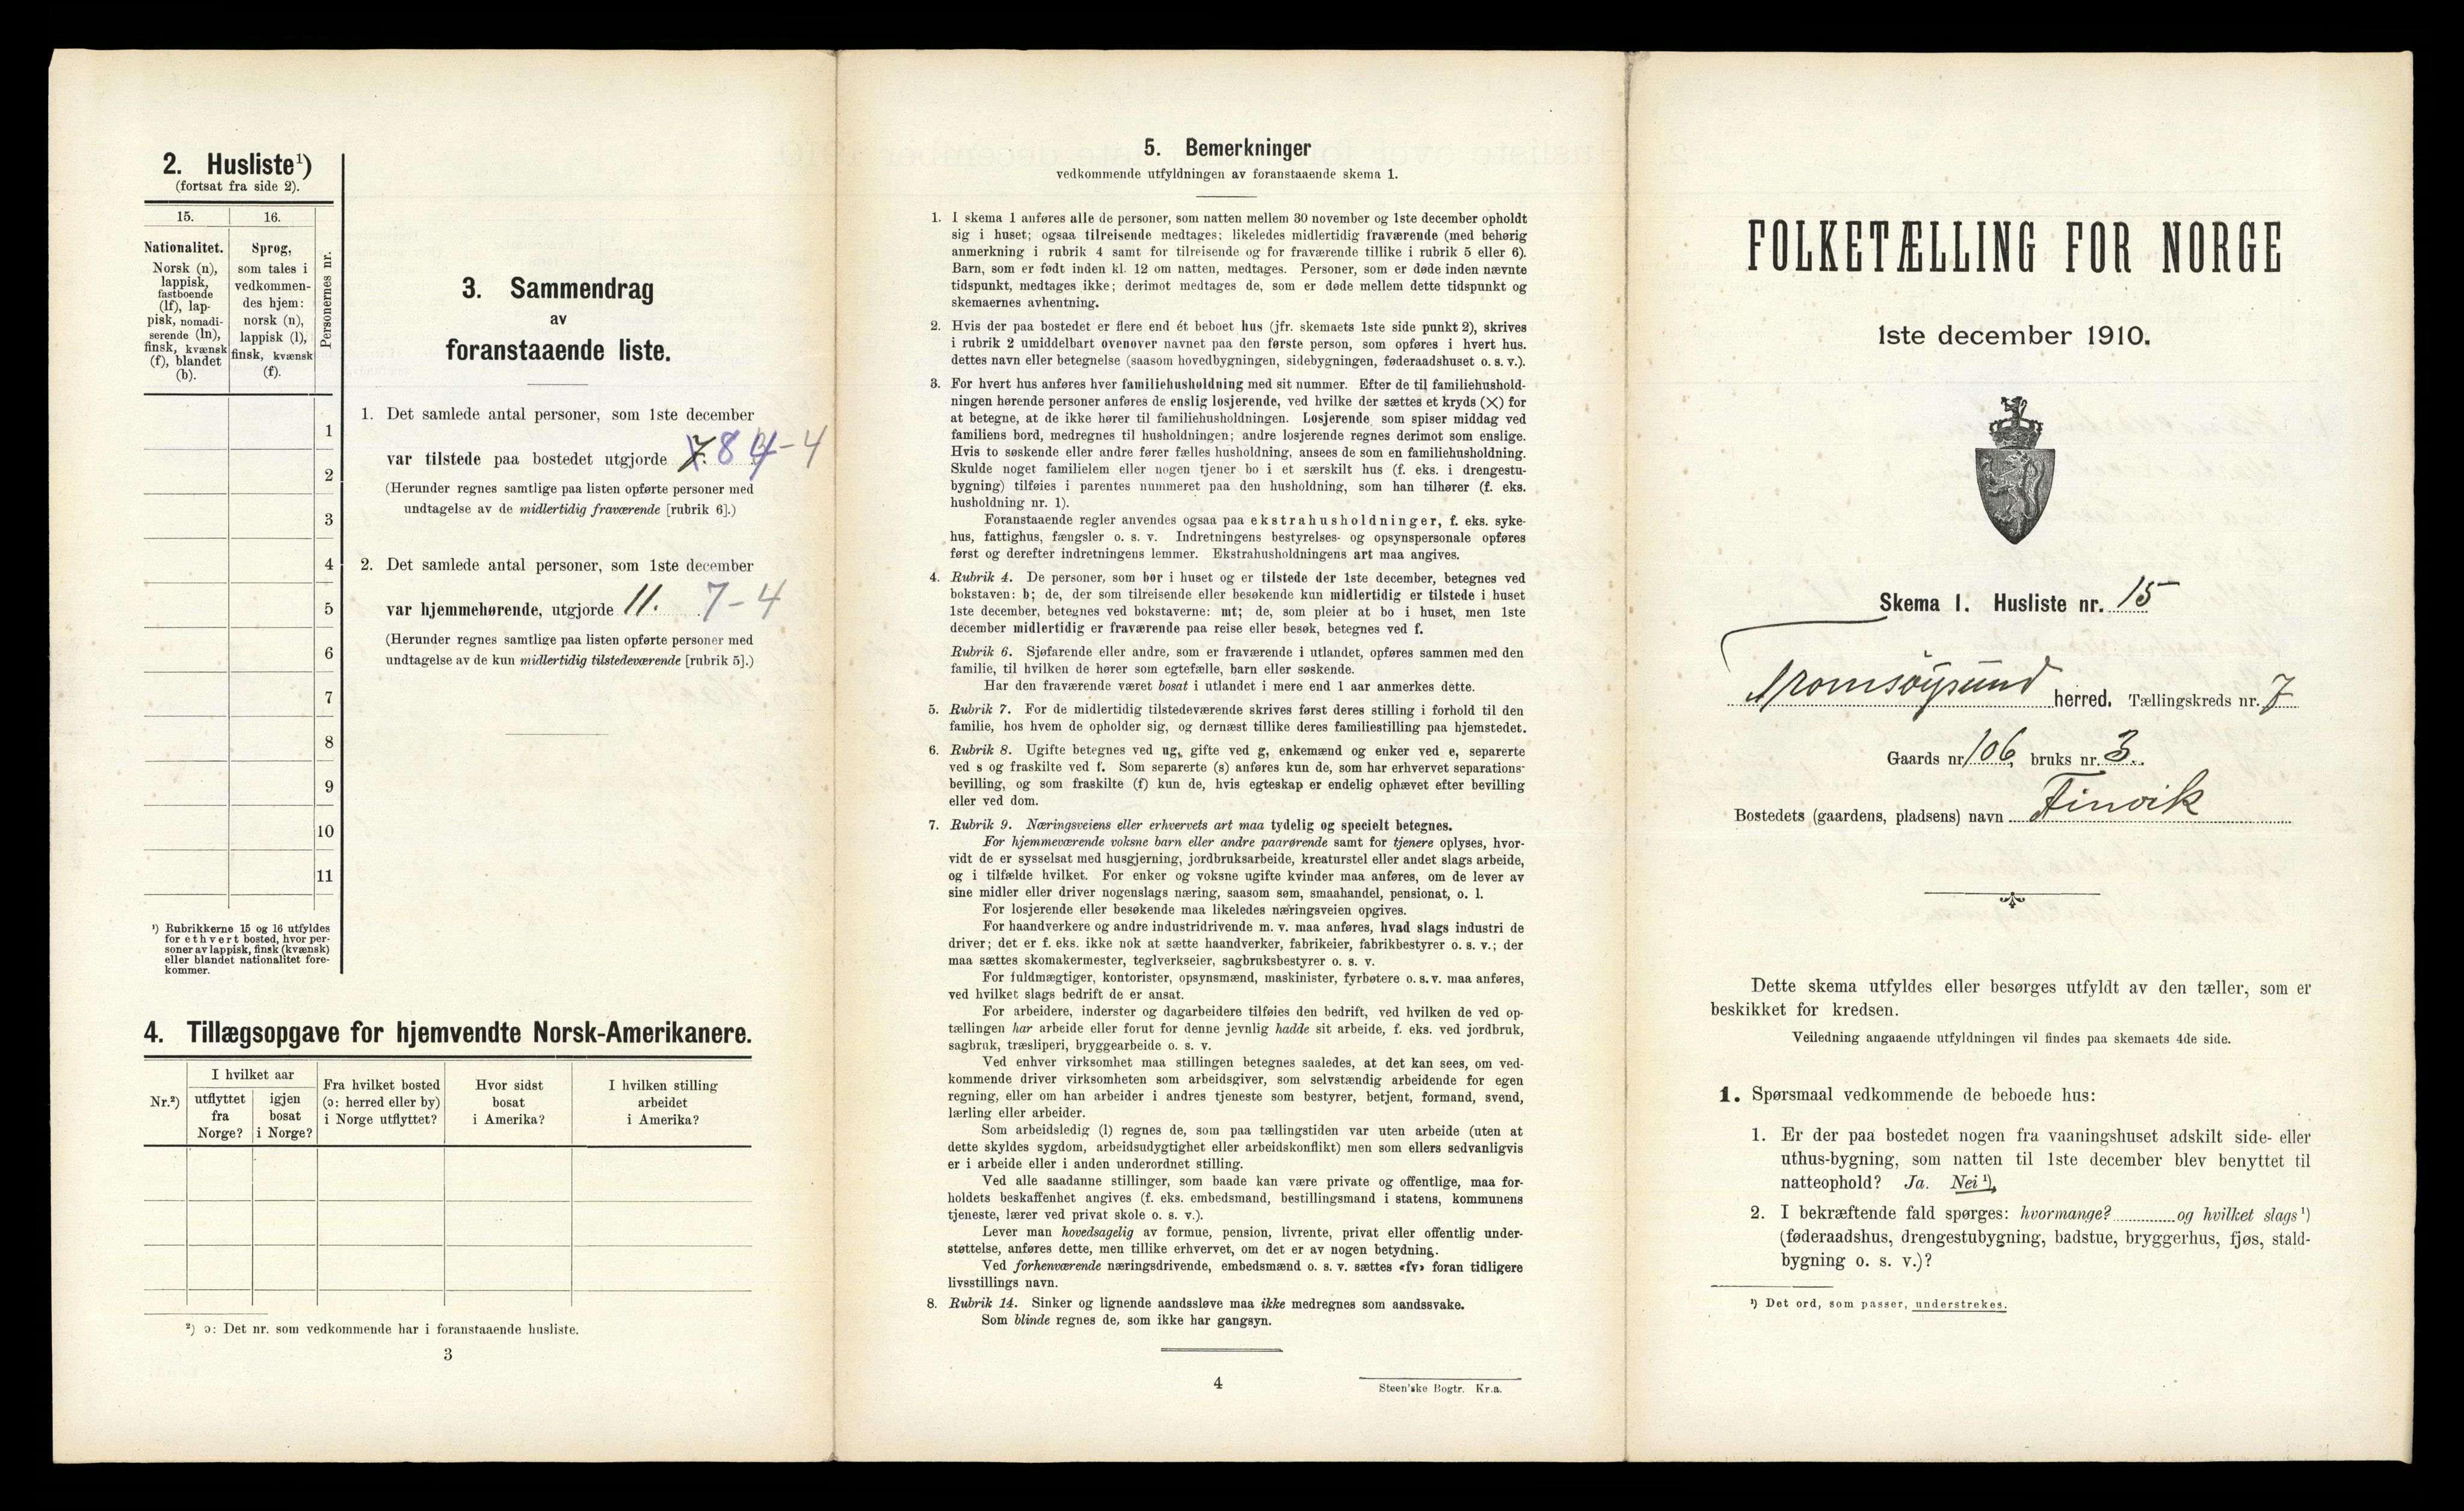 2. Husliste¹)
(fortsat fra side 2).
15.
16.
Personernes nr.
Nationalitet.
Norsk (n),
lappisk,
fastboende
(lf), lap-
pisk, nomadi-
serende (ln),
finsk, kvænsk
(f), blandet
(b).
Sprog,
som tales i
vedkommen-
des hjem:
norsk (n),
lappisk (l),
finsk, kvænsk
(f).
1
2
3
4
5
6
7
8
9
10
11
¹) Rubrikkerne 15 og 16 utfyldes
for ethvert bosted, hvor per-
soner av lappisk, finsk (kvænsk)
eller blandet nationalitet fore-
kommer.
3. Sammendrag
av
foranstaaende liste.
1. Det samlede antal personer, som 1ste december
var tilstede paa bostedet utgjorde 7. 8 4-4
(Herunder regnes samtlige paa listen opførte personer med
undtagelse av de midlertidig fraværende [rubrik 6].)
2. Det samlede antal personer, som 1ste december
var hjemmehørende, utgjorde 11. 7-4
(Herunder regnes samtlige paa listen opførte personer med
undtagelse av de kun midlertidig tilstedeværende [rubrik 5].)
4. Tillægsopgave for hjemvendte Norsk-Amerikanere.
Nr.²)
I hvilket aar
utflyttet
fra
Norge?
igjen
bosat
i Norge?
Fra hvilket bosted
(ɔ: herred eller by)
i Norge utflyttet?
Hvor sidst
bosat
i Amerika?
I hvilken stilling
arbeidet
i Amerika?
²) ɔ: Det nr. som vedkommende har i foranstaaende husliste.
3
5. Bemerkninger
vedkommende utfyldningen av foranstaaende skema 1.
1. I skema 1 anføres alle de personer, som natten mellem 30 november og 1ste december opholdt
sig i huset; ogsaa tilreisende medtages; likeledes midlertidig fraværende (med behørig
anmerkning i rubrik 4 samt for tilreisende og for fraværende tillike i rubrik 5 eller 6).
Barn, som er født inden kl. 12 om natten, medtages. Personer, som er døde inden nævnte
tidspunkt, medtages ikke; derimot medtages de, som er døde mellem dette tidspunkt og
skemaernes avhentning.
2. Hvis der paa bostedet er flere end ét beboet hus (jfr. skemaets 1ste side punkt 2), skrives
i rubrik 2 umiddelbart ovenover navnet paa den første person, som opføres i hvert hus.
dettes navn eller betegnelse (saasom hovedbygningen, sidebygningen, føderaadshuset o. s. v.).
3. For hvert hus anføres hver familiehusholdning med sit nummer. Efter de til familiehushold-
ningen hørende personer anføres de enslig losjerende, ved hvilke der sættes et kryds (×) for
at betegne, at de ikke hører til familiehusholdningen. Losjerende som spiser middag ved
familiens bord, medregnes til husholdningen; andre losjerende regnes derimot som enslige.
Hvis to søskende eller andre fører fælles husholdning, ansees de som en familiehusholdning.
Skulde noget familielem eller nogen tjener bo i et særskilt hus (f. eks. i drengestu-
bygning) tilføies i parentes nummeret paa den husholdning, som han tilhører (f. eks.
husholdning nr. 1).
Foranstaaende regler anvendes ogsaa paa ekstrahusholdninger, f. eks. syke-
hus, fattighus, fængsler o. s. v. Indretningens bestyrelses- og opsynspersonale opføres
først og derefter indretningens lemmer. Ekstrahusholdningens art maa angives.
4. Rubrik 4. De personer, som bor i huset og er tilstede der 1ste december, betegnes ved
bokstaven: b; de, der som tilreisende eller besøkende kun midlertidig er tilstede i huset
1ste december, betegnes ved bokstaverne: mt; de, som pleier at bo i huset, men 1ste
december midlertidig er fraværende paa reise eller besøk, betegnes ved f.
Rubrik 6. Sjøfarende eller andre, som er fraværende i utlandet, opføres sammen med den
familie, til hvilken de hører som egtefælle, barn eller søskende.
Har den fraværende været bosat i utlandet i mere end 1 aar anmerkes dette.
5. Rubrik 7. For de midlertidig tilstedeværende skrives først deres stilling i forhold til den
familie, hos hvem de opholder sig, og dernæst tillike deres familiestilling paa hjemstedet.
6. Rubrik 8. Ugifte betegnes ved ug, gifte ved g, enkemænd og enker ved e, separerte
ved s og fraskilte ved f. Som separerte (s) anføres kun de, som har erhvervet separations-
bevilling, og som fraskilte (f) kun de, hvis egteskap er endelig ophævet efter bevilling
eller ved dom.
7. Rubrik 9. Næringsveiens eller erhvervets art maa tydelig og specielt betegnes.
For hjemmeværende voksne barn eller andre paarørende samt for tjenere oplyses, hvor-
vidt de er sysselsat med husgjerning, jordbruksarbeide, kreaturstel eller andet slags arbeide,
og i tilfælde hvilket. For enker og voksne ugifte kvinder maa anføres, om de lever av
sine midler eller driver nogenslags næring, saasom søm, smaahandel, pensionat, o. l.
For losjerende eller besøkende maa likeledes næringsveien opgives.
For haandverkere og andre industridrivende m. v. maa anføres, hvad slags industri de
driver; det er f. eks. ikke nok at sætte haandverker, fabrikeier, fabrikbestyrer o. s. v.; der
maa sættes skomakermester, teglverkseier, sagbruksbestyrer o. s. v.
For fuldmægtiger, kontorister, opsynsmænd, maskinister, fyrbøtere o. s. v. maa anføres,
ved hvilket slags bedrift de er ansat.
For arbeidere, inderster og dagarbeidere tilføies den bedrift, ved hvilken de ved op-
tællingen har arbeide eller forut for denne jevnlig hadde sit arbeide, f. eks. ved jordbruk,
sagbruk, træsliperi, bryggearbeide o. s. v.
Ved enhver virksomhet maa stillingen betegnes saaledes, at det kan sees, om ved-
kommende driver virksomheten som arbeidsgiver, som selvstændig arbeidende for egen
regning, eller om han arbeider i andres tjeneste som bestyrer, betjent, formand, svend,
lærling eller arbeider.
Som arbeidsledig (l) regnes de, som paa tællingstiden var uten arbeide (uten at
dette skyldes sygdom, arbeidsudygtighet eller arbeidskonflikt) men som ellers sedvanligvis
er i arbeide eller i anden underordnet stilling.
Ved alle saadanne stillinger, som baade kan være private og offentlige, maa for-
holdets beskaffenhet angives (f. eks. embedsmand, bestillingsmand i statens, kommunens
tjeneste, lærer ved privat skole o. s. v.).
Lever man hovedsagelig av formue, pension, livrente, privat eller offentlig under-
støttelse, anføres dette, men tillike erhvervet, om det er av nogen betydning.
Ved forhenværende næringsdrivende, embedsmænd o. s. v. sættes «fv» foran tidligere
livsstillings navn.
8. Rubrik 14. Sinker og lignende aandssløve maa ikke medregnes som aandssvake.
Som blinde regnes de, som ikke har gangsyn.
4
Steen'ske Bogtr. Kr.a.
FOLKETÆLLING FOR NORGE
1ste december 1910.
Skema 1. Husliste nr. 15
Tromsøysund herred. Tællingskreds nr. 7
Gaards nr. 106, bruks nr. 3.
Bostedets (gaardens, pladsens) navn Finvik
Dette skema utfyldes eller besørges utfyldt av den tæller, som er
beskikket for kredsen.
Veiledning angaaende utfyldningen vil findes paa skemaets 4de side.
1. Spørsmaal vedkommende de beboede hus:
1. Er der paa bostedet nogen fra vaaningshuset adskilt side- eller
uthus-bygning, som natten til 1ste december blev benyttet til
natteophold? Ja. Nei¹).
2. I bekræftende fald spørges: hvormange? og hvilket slags¹)
(føderaadshus, drengestubygning, badstue, bryggerhus, fjøs, stald-
bygning o. s. v.)?
¹) Det ord, som passer, understrekes.